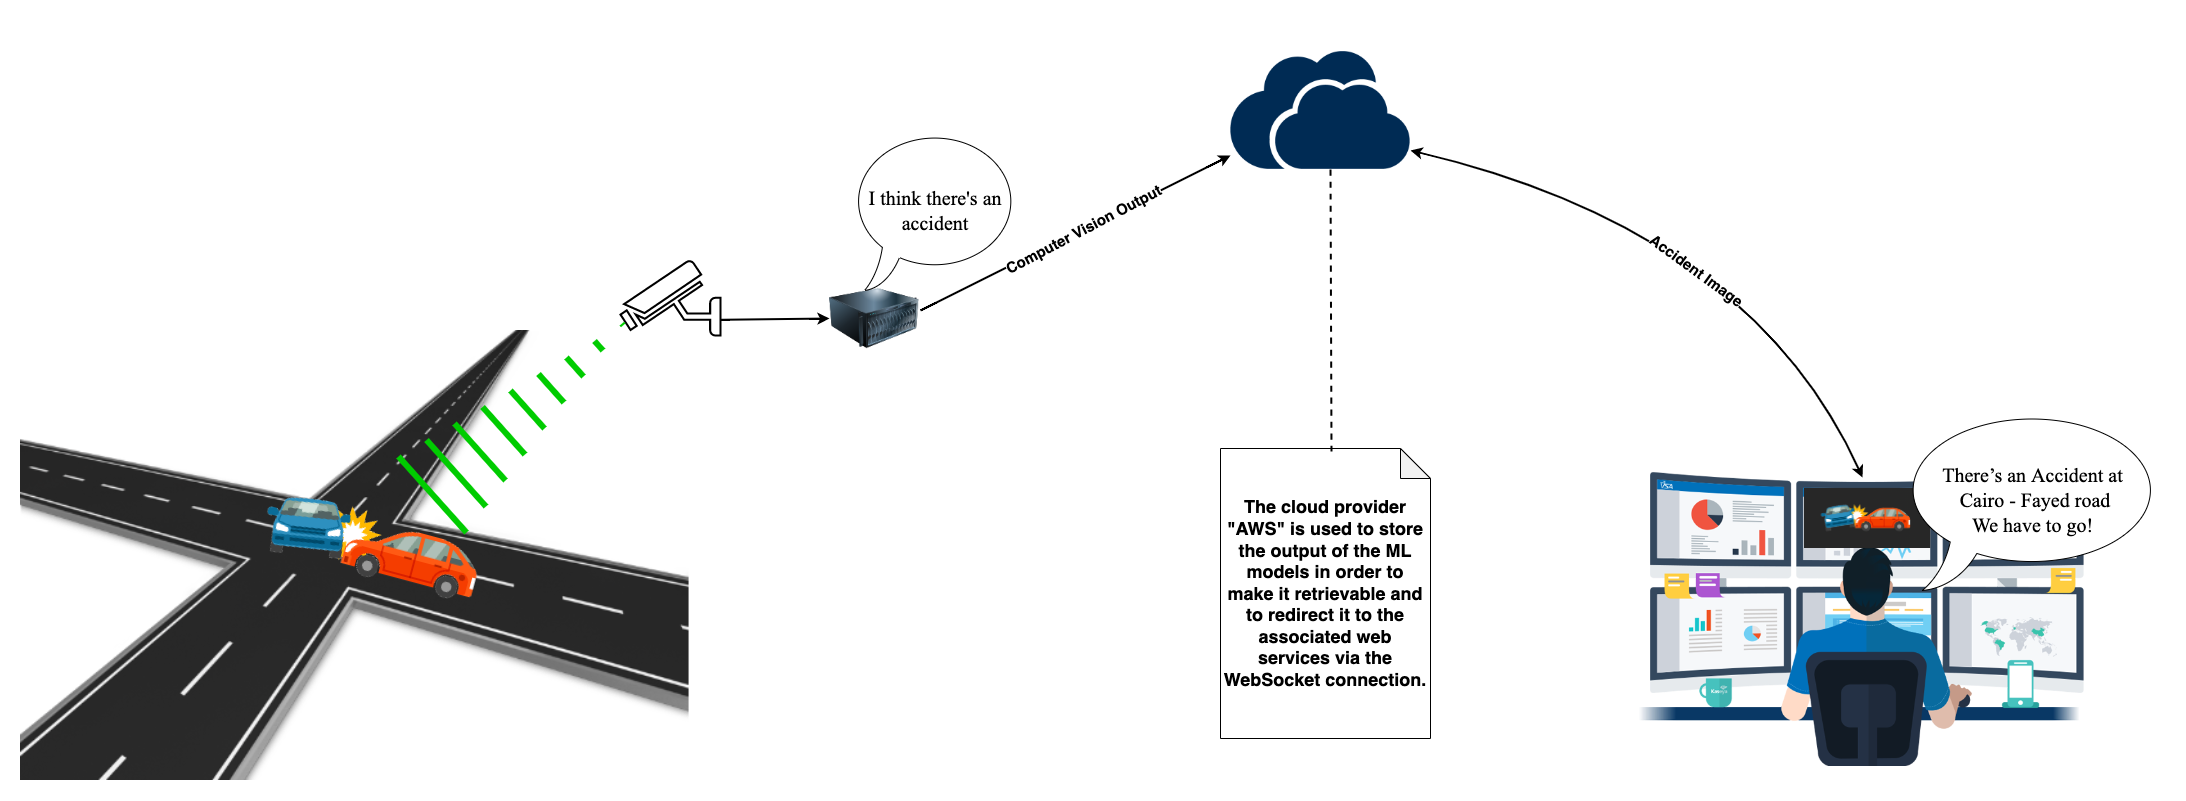 I think there's an
accident
Computer Vision Output
Accident Image
The cloud provider
"AWS" is used to store
the output of the ML
models in order to
make it retrievable and
to redirect it to the
associated web
services via the
WebSocket connection.
There’s an Accident at
Cairo - Fayed road
We have to go!